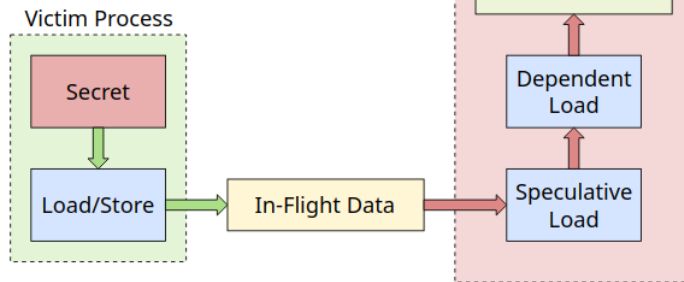 Victim Process
Secret
Load/Store
In-Flight Data
Dependent
Load
Speculative
Load